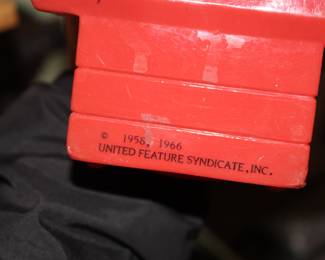 © 1958, 1966
UNITED FEATURE SYNDICATE, INC.